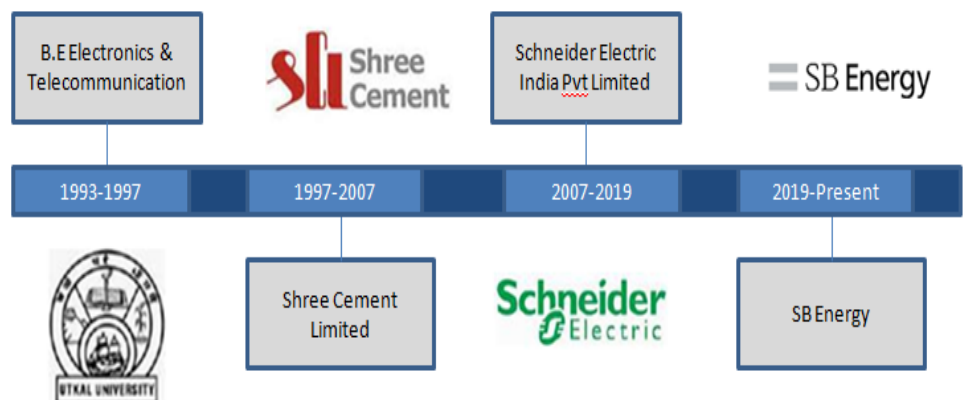 B.E Electronics &
Telecommunication
Shree
Cement
Schneider Electric
India Pvt Limited
SB Energy
1993-1997
1997-2007
2007-2019
2019-Present
UTKAL UNIVERSITY
Shree Cement
Limited
Schneider
Electric
SB Energy